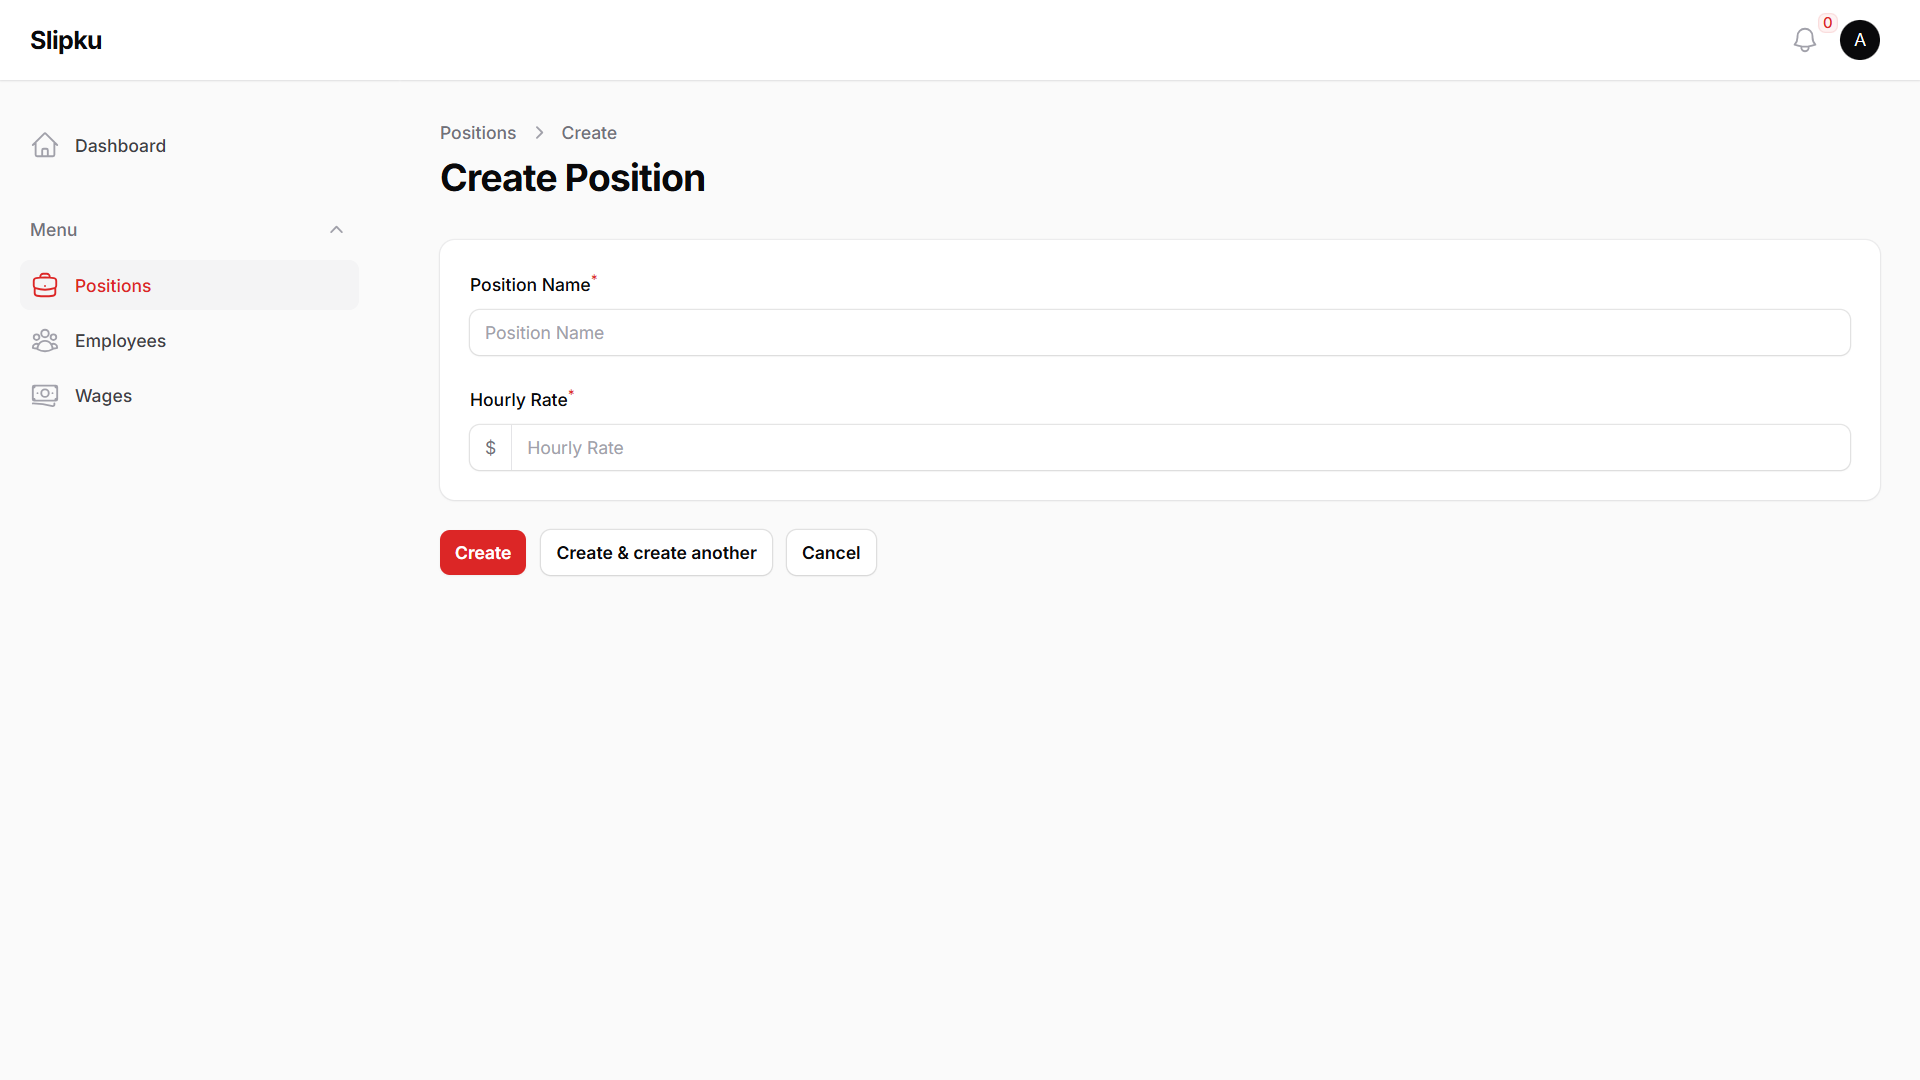 Slipku
0
A
Dashboard
Menu
Positions
Employees
Wages
Positions > Create
Create Position
Position Name*
Position Name
Hourly Rate*
$ Hourly Rate
Create
Create & create another
Cancel